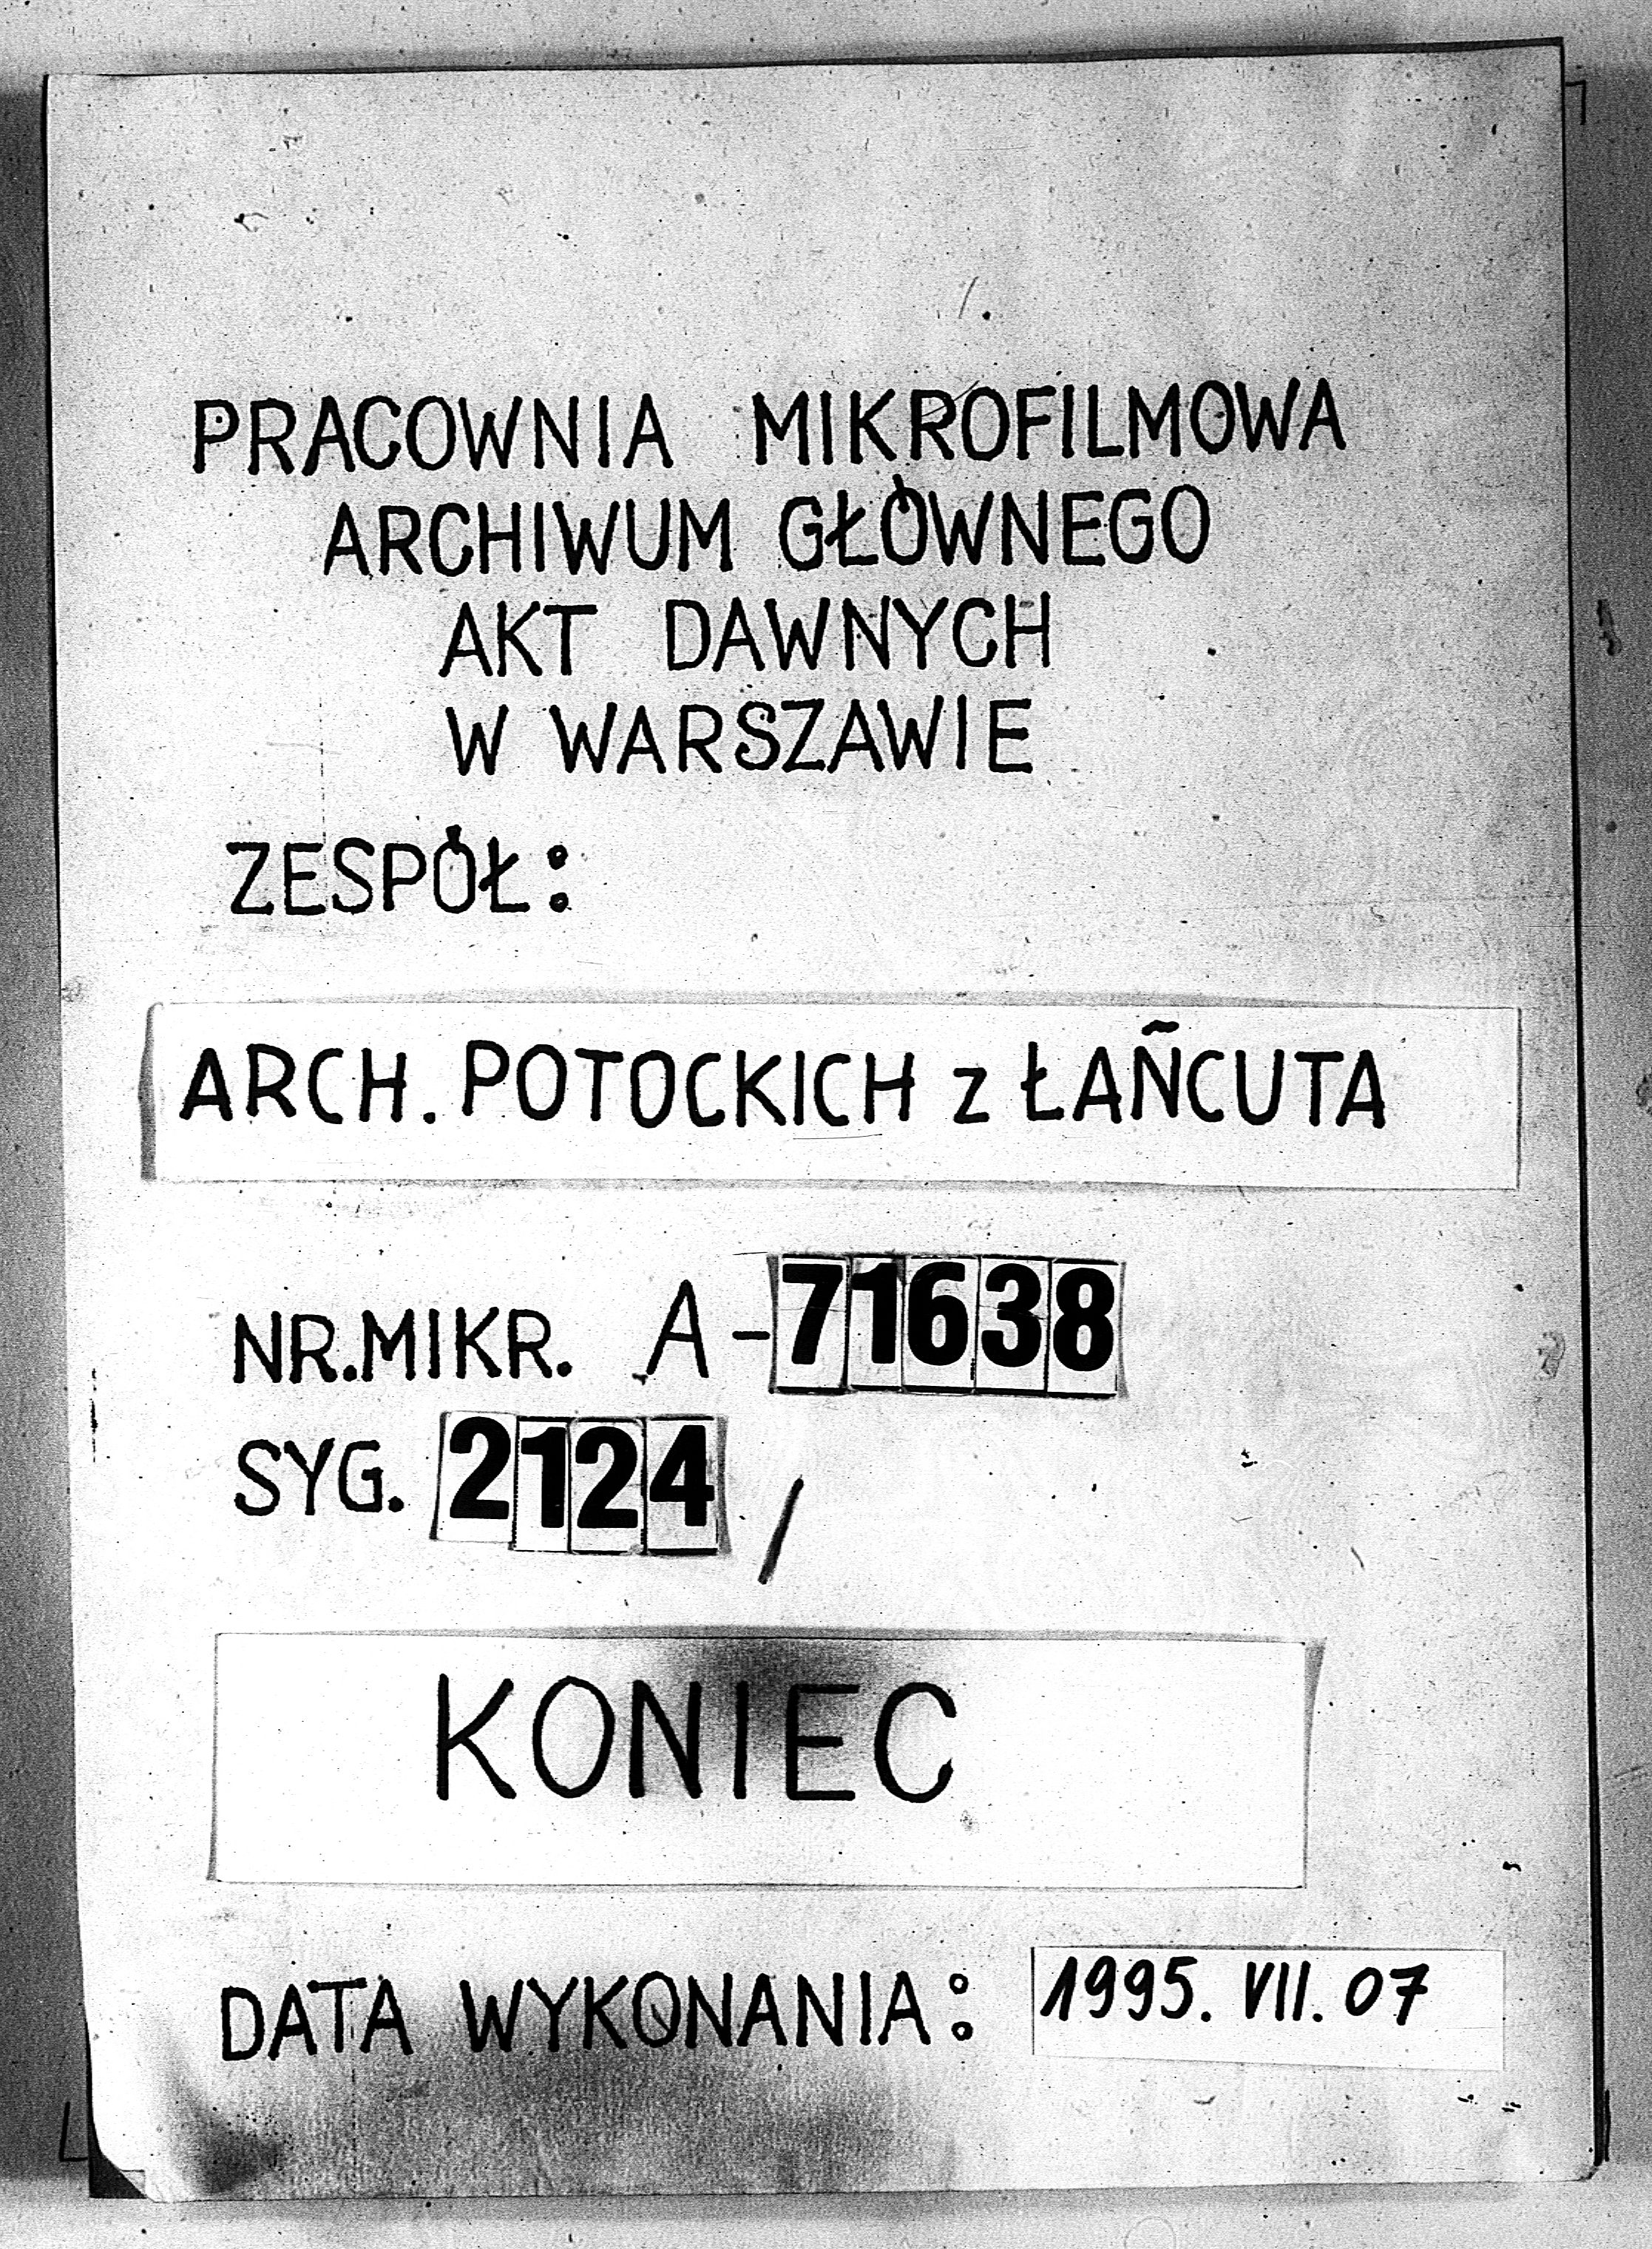 PRACOWNIA MIKROFILMOWA
ARCHIWUM GŁÓWNEGO
AKT DAWNYCH
W WARSZAWIE
ZESPÓŁ:
ARCH. POTOCKICH z ŁAŃCUTA
NR.MIKR. A-71638
SYG. 2124/
KONIEC
DATA WYKONANIA: 1995. VII. 07